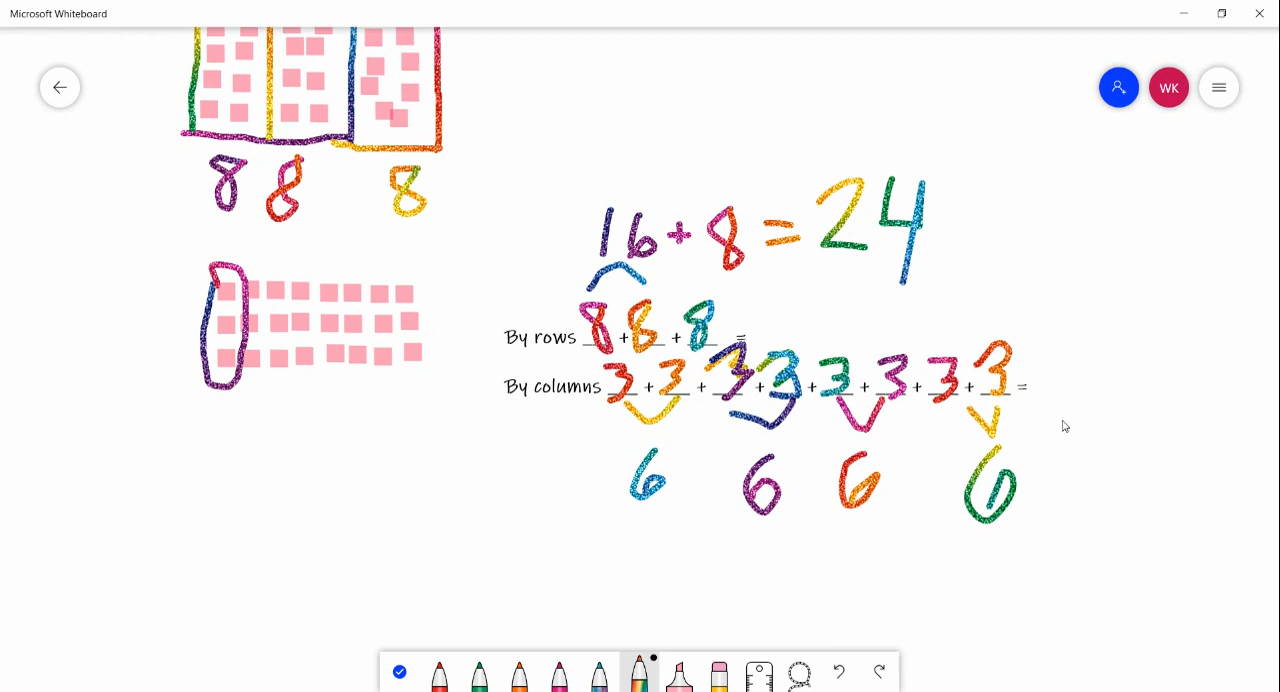 Microsoft Whiteboard
WK
8 8 8
16 + 8 = 24
By rows 8 + 8 + 8 =
By columns 3 + 3 + 3 + 3 + 3 + 3 + 3 + 3 =
6 6 6 6